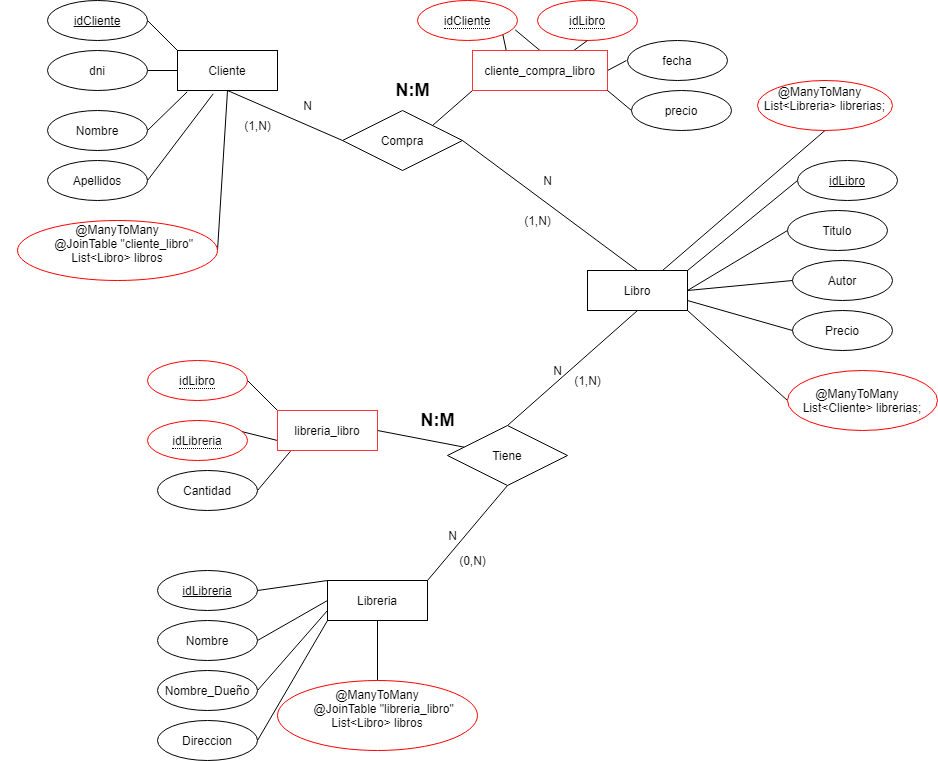 idCliente
idCliente
idLibro
dni
Cliente
cliente_compra_libro
fecha
N:M
precio
N
(1,N)
Nombre
Compra
@ManyToMany
List<Libreria> librerias;
Apellidos
N
(1,N)
idLibro
Titulo
@ManyToMany
@JoinTable "cliente_libro"
List<Libro> libros
Libro
Autor
Precio
N
(1,N)
idLibro
@ManyToMany
List<Cliente> librerias;
N:M
libreria_libro
idLibreria
Tiene
Cantidad
N
(0,N)
idLibreria
Libreria
Nombre
Nombre_Dueño
@ManyToMany
@JoinTable "libreria_libro"
List<Libro> libros
Direccion